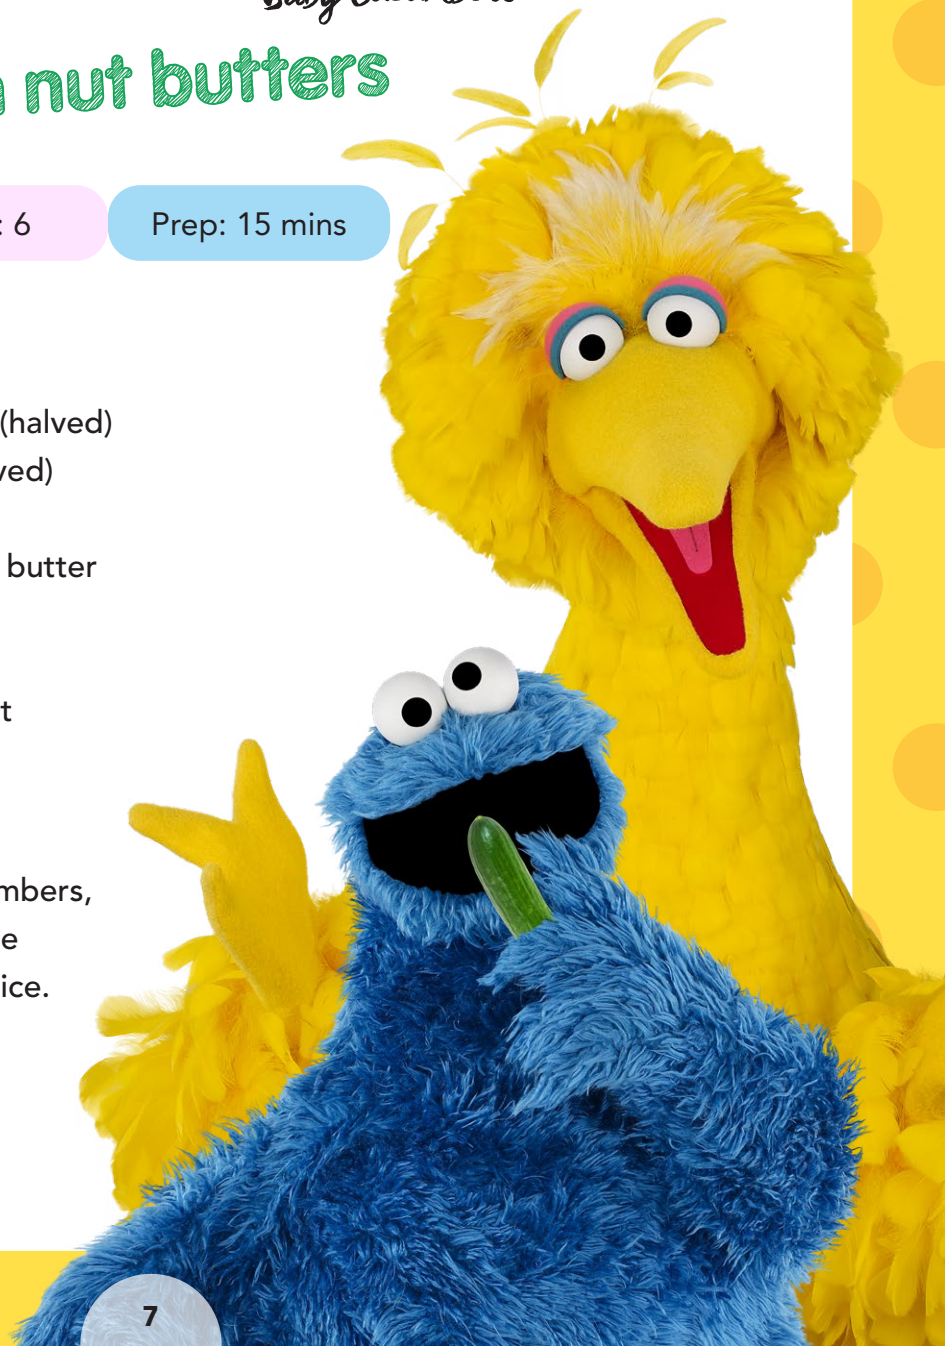 nut butters
: 6
Prep: 15 mins
(halved)
ved)
butter
t
mbers,
e
ice.
7